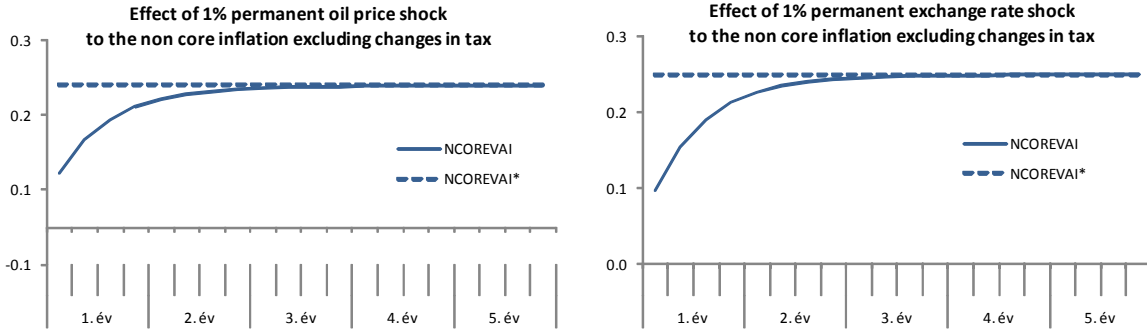 Effect of 1% permanent oil price shock
to the non core inflation excluding changes in tax
0.3
0.2
0.1
-0.1
NCOREVAI
NCOREVAI*
1. év 2. év 3. év 4. év 5. év
Effect of 1% permanent exchange rate shock
to the non core inflation excluding changes in tax
0.3
0.2
0.1
0.0
NCOREVAI
NCOREVAI*
1. év 2. év 3. év 4. év 5. év